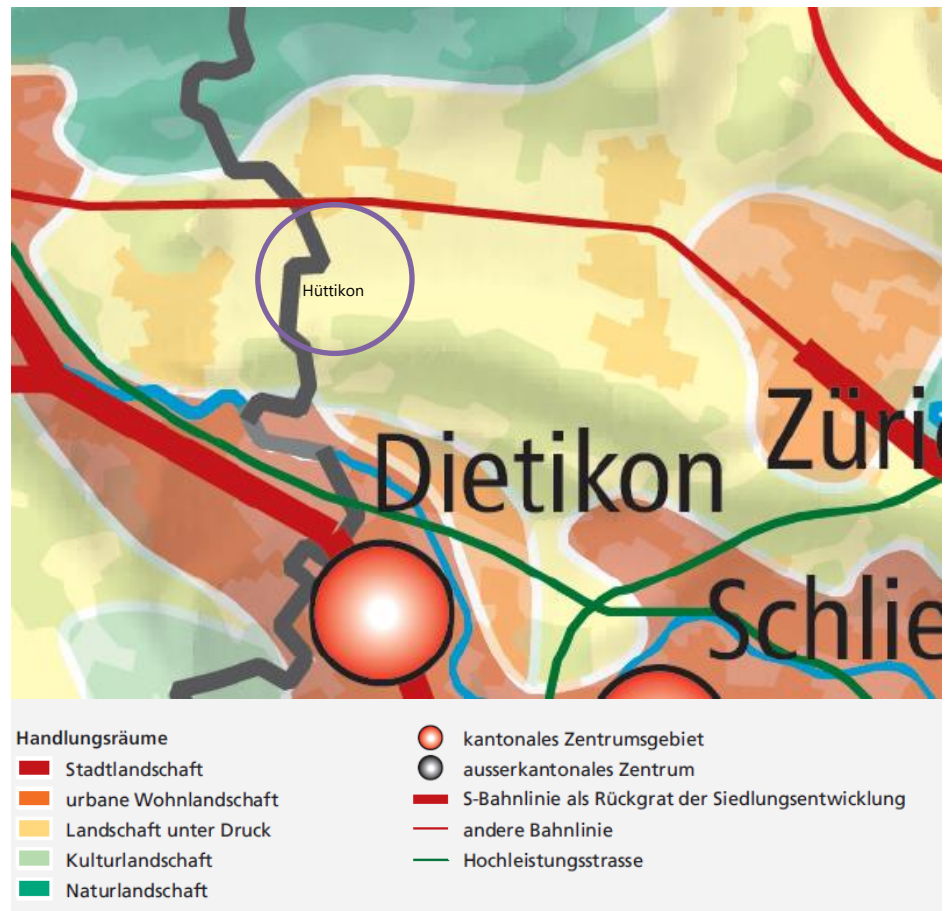 Hüttikon
Dietikon
Züri
Schlie
Handlungsräume
Stadtlandschaft
urbane Wohnlandschaft
Landschaft unter Druck
Kulturlandschaft
Naturlandschaft
kantonales Zentrumsgebiet
ausserkantonales Zentrum
S-Bahnlinie als Rückgrat der Siedlungsentwicklung
andere Bahnlinie
Hochleistungsstrasse